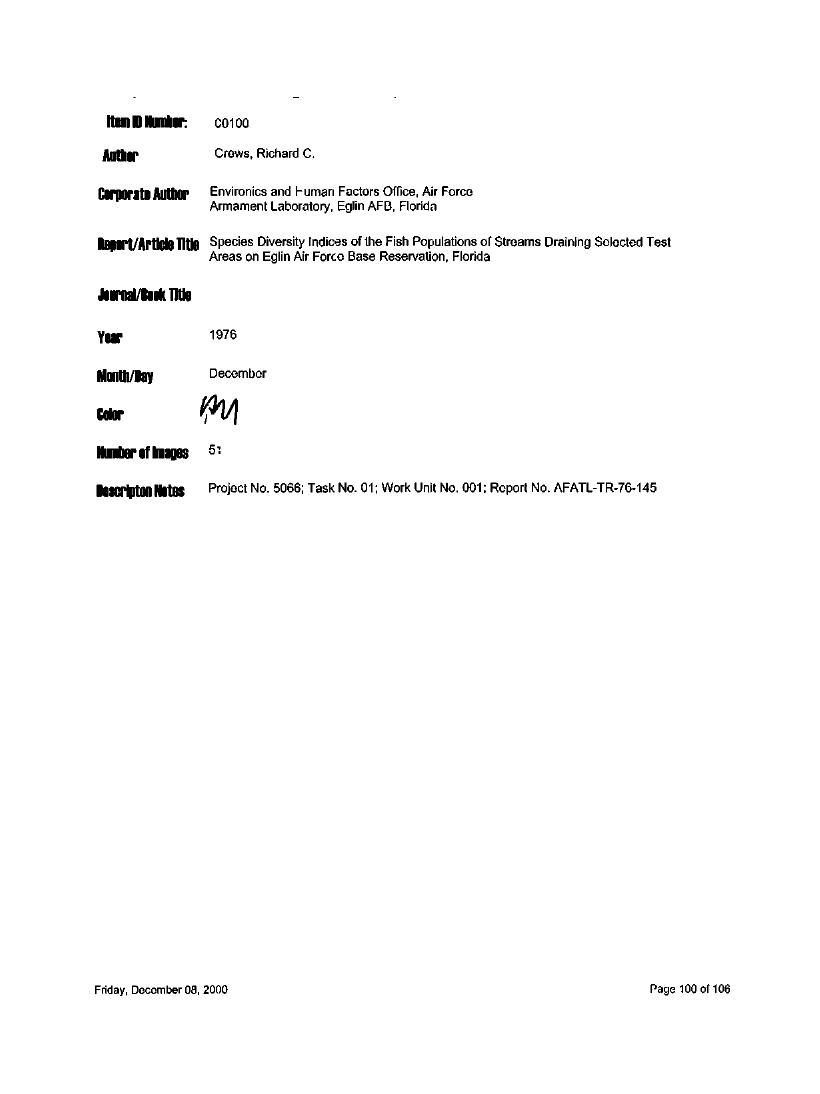 Item ID Number: 00100
Author Crews, Richard C.
Corporate Author Environics and Human Factors Office, Air Force
Armament Laboratory, Eglin AFB, Florida
Report/Article Title Species Diversity Indices of the Fish Populations of Streams Draining Selected Test
Areas on Eglin Air Force Base Reservation, Florida
Journal/Book Title
Year 1976
Month/Day December
Color
Number of Images 51
Descripton Notes Project No. 5066; Task No. 01; Work Unit No. 001; Report No. AFATL-TR-76-145
Friday, December 08, 2000 Page 100 of 106